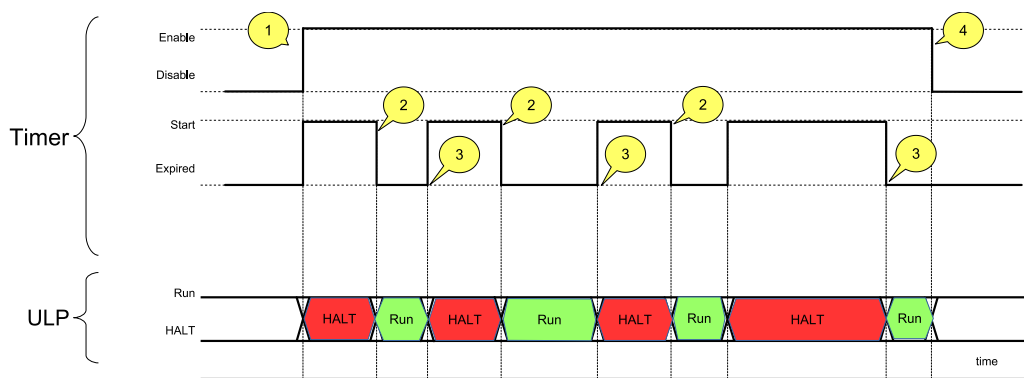 Enable
1
4
Disable
Timer
Start
2
2
2
Expired
3
3
3
ULP
Run
HALT
HALT
Run
HALT
Run
HALT
Run
HALT
Run
time